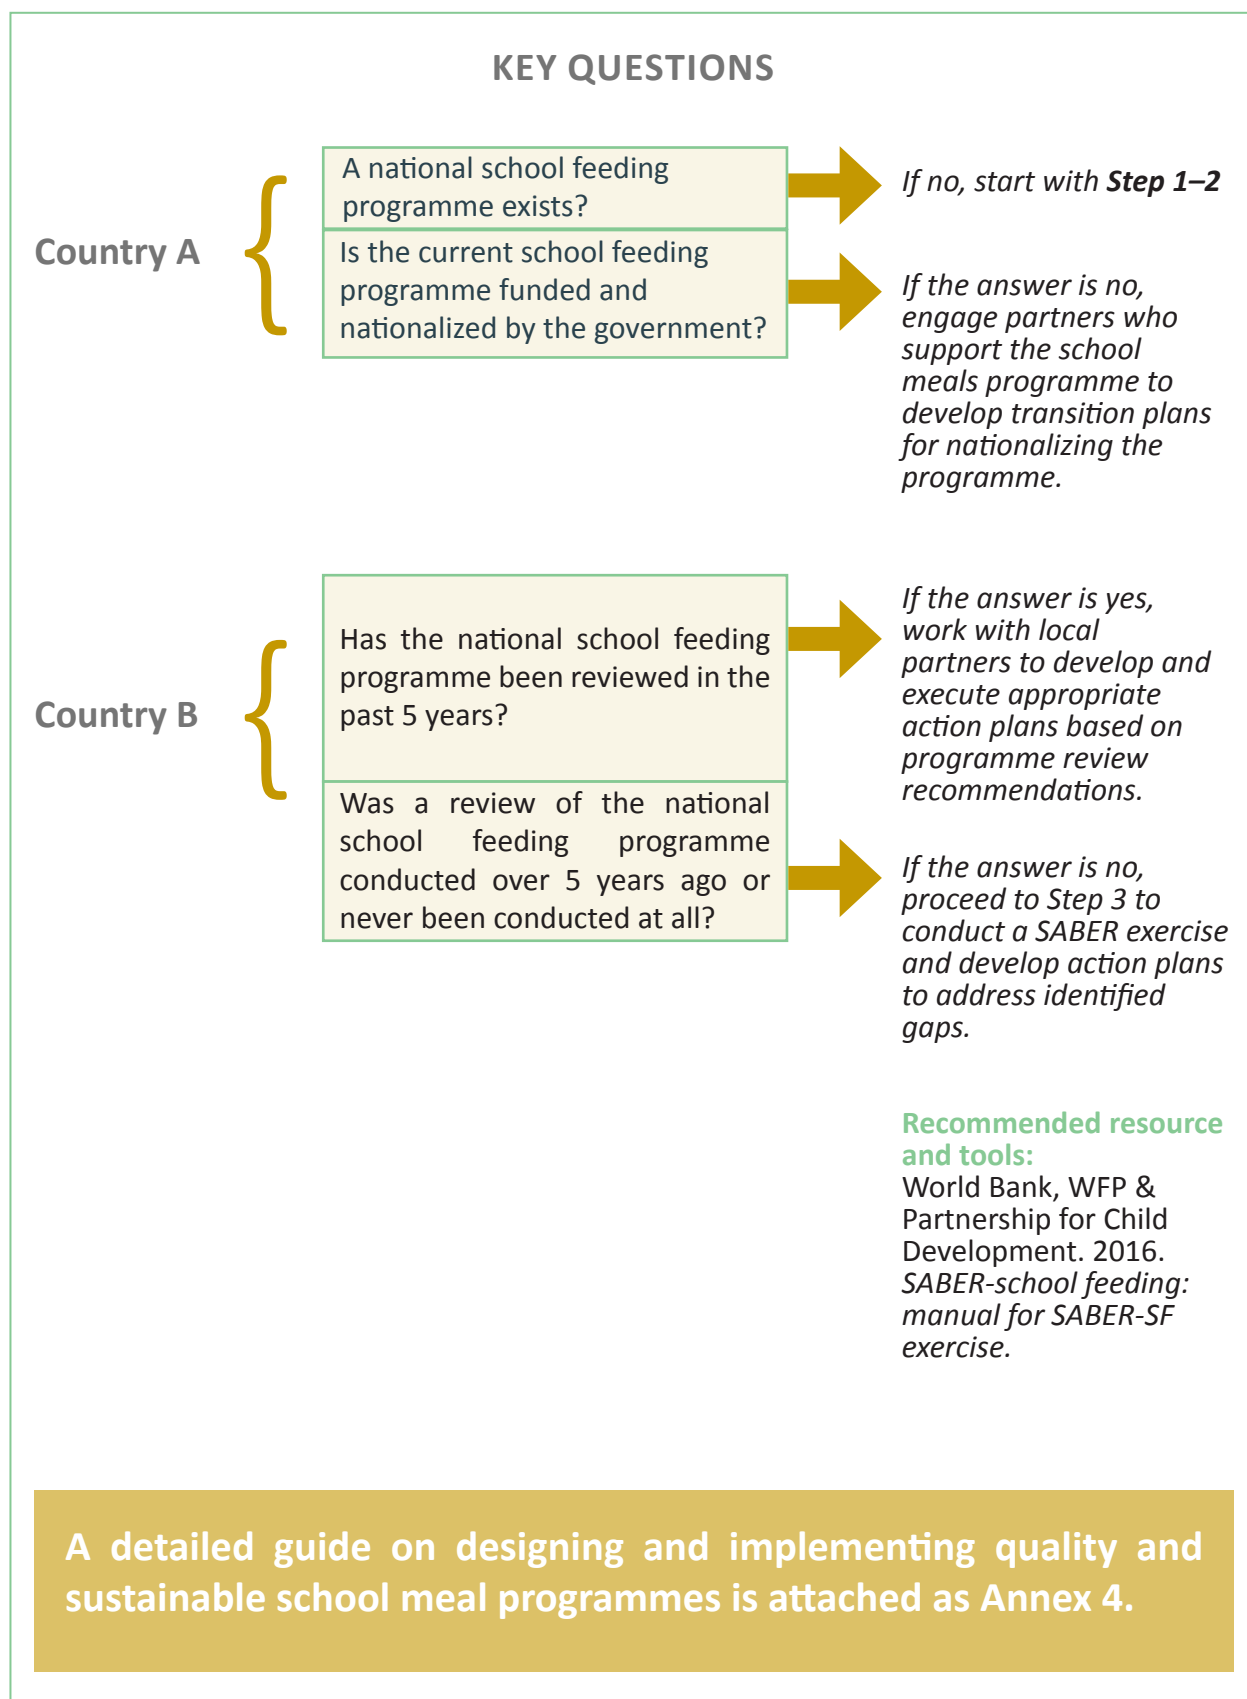 KEY QUESTIONS
Country A
A national school feeding
programme exists?
If no, start with Step 1–2
Is the current school feeding
programme funded and
nationalized by the government?
If the answer is no,
engage partners who
support the school
meals programme to
develop transition plans
for nationalizing the
programme.
Country B
Has the national school feeding
programme been reviewed in the
past 5 years?
If the answer is yes,
work with local
partners to develop and
execute appropriate
action plans based on
programme review
recommendations.
Was a review of the national
school feeding programme
conducted over 5 years ago or
never been conducted at all?
If the answer is no,
proceed to Step 3 to
conduct a SABER exercise
and develop action plans
to address identified
gaps.
Recommended resource
and tools:
World Bank, WFP &
Partnership for Child
Development. 2016.
SABER-school feeding:
manual for SABER-SF
exercise.
A detailed guide on designing and implementing quality and
sustainable school meal programmes is attached as Annex 4.